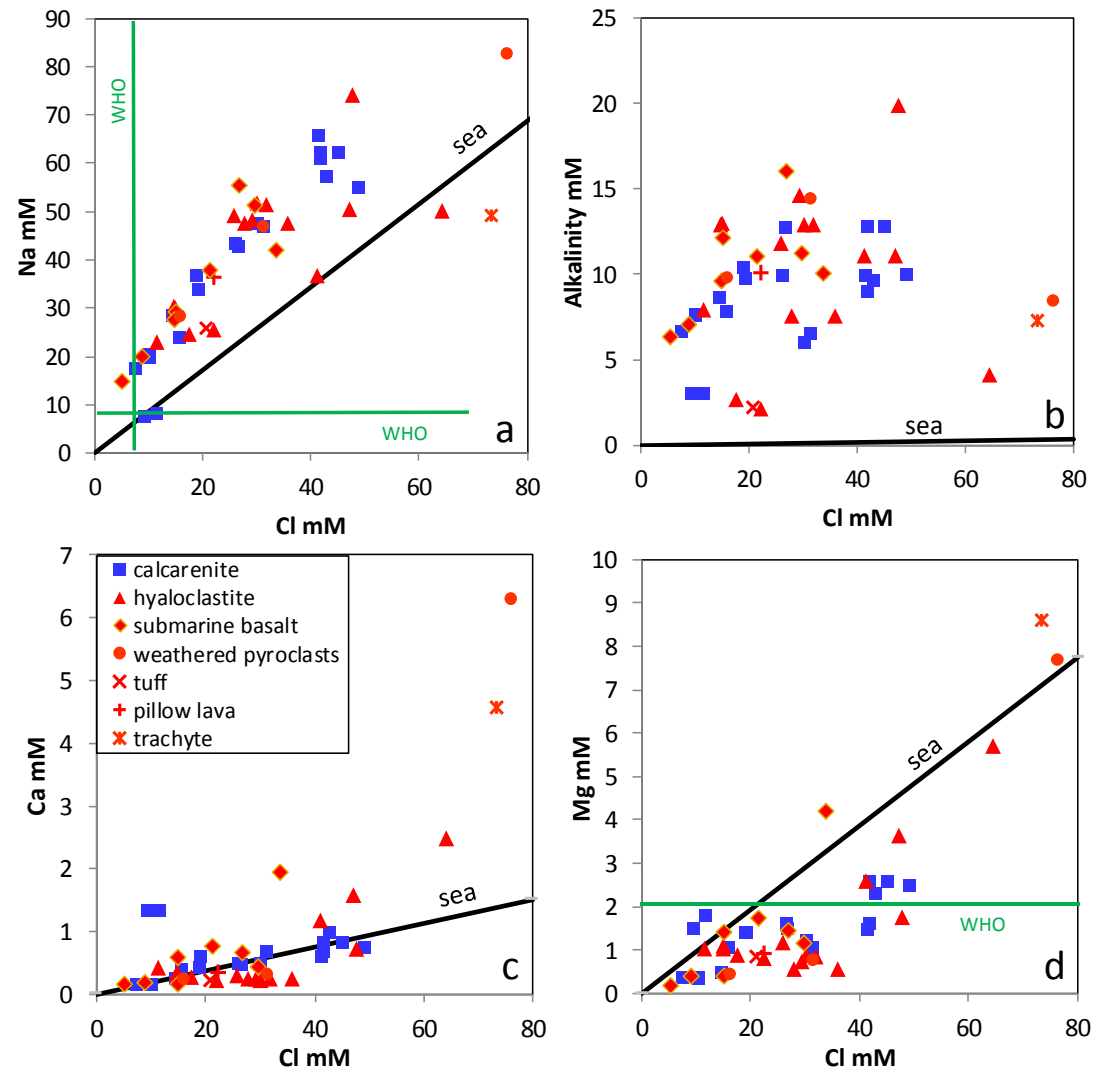 90
80
70
60
50
40
30
20
10
0
Na mM
WHO
sea
WHO
a
0 20 40 60 80
Cl mM
25
20
15
10
5
0
Alkalinity mM
sea
b
0 20 40 60 80
Cl mM
7
6
5
4
3
2
1
0
Ca mM
calcarenite
hyaloclastite
submarine basalt
weathered pyroclasts
tuff
pillow lava
trachyte
sea
c
0 20 40 60 80
Cl mM
10
9
8
7
6
5
4
3
2
1
0
Mg mM
sea
WHO
d
0 20 40 60 80
Cl mM